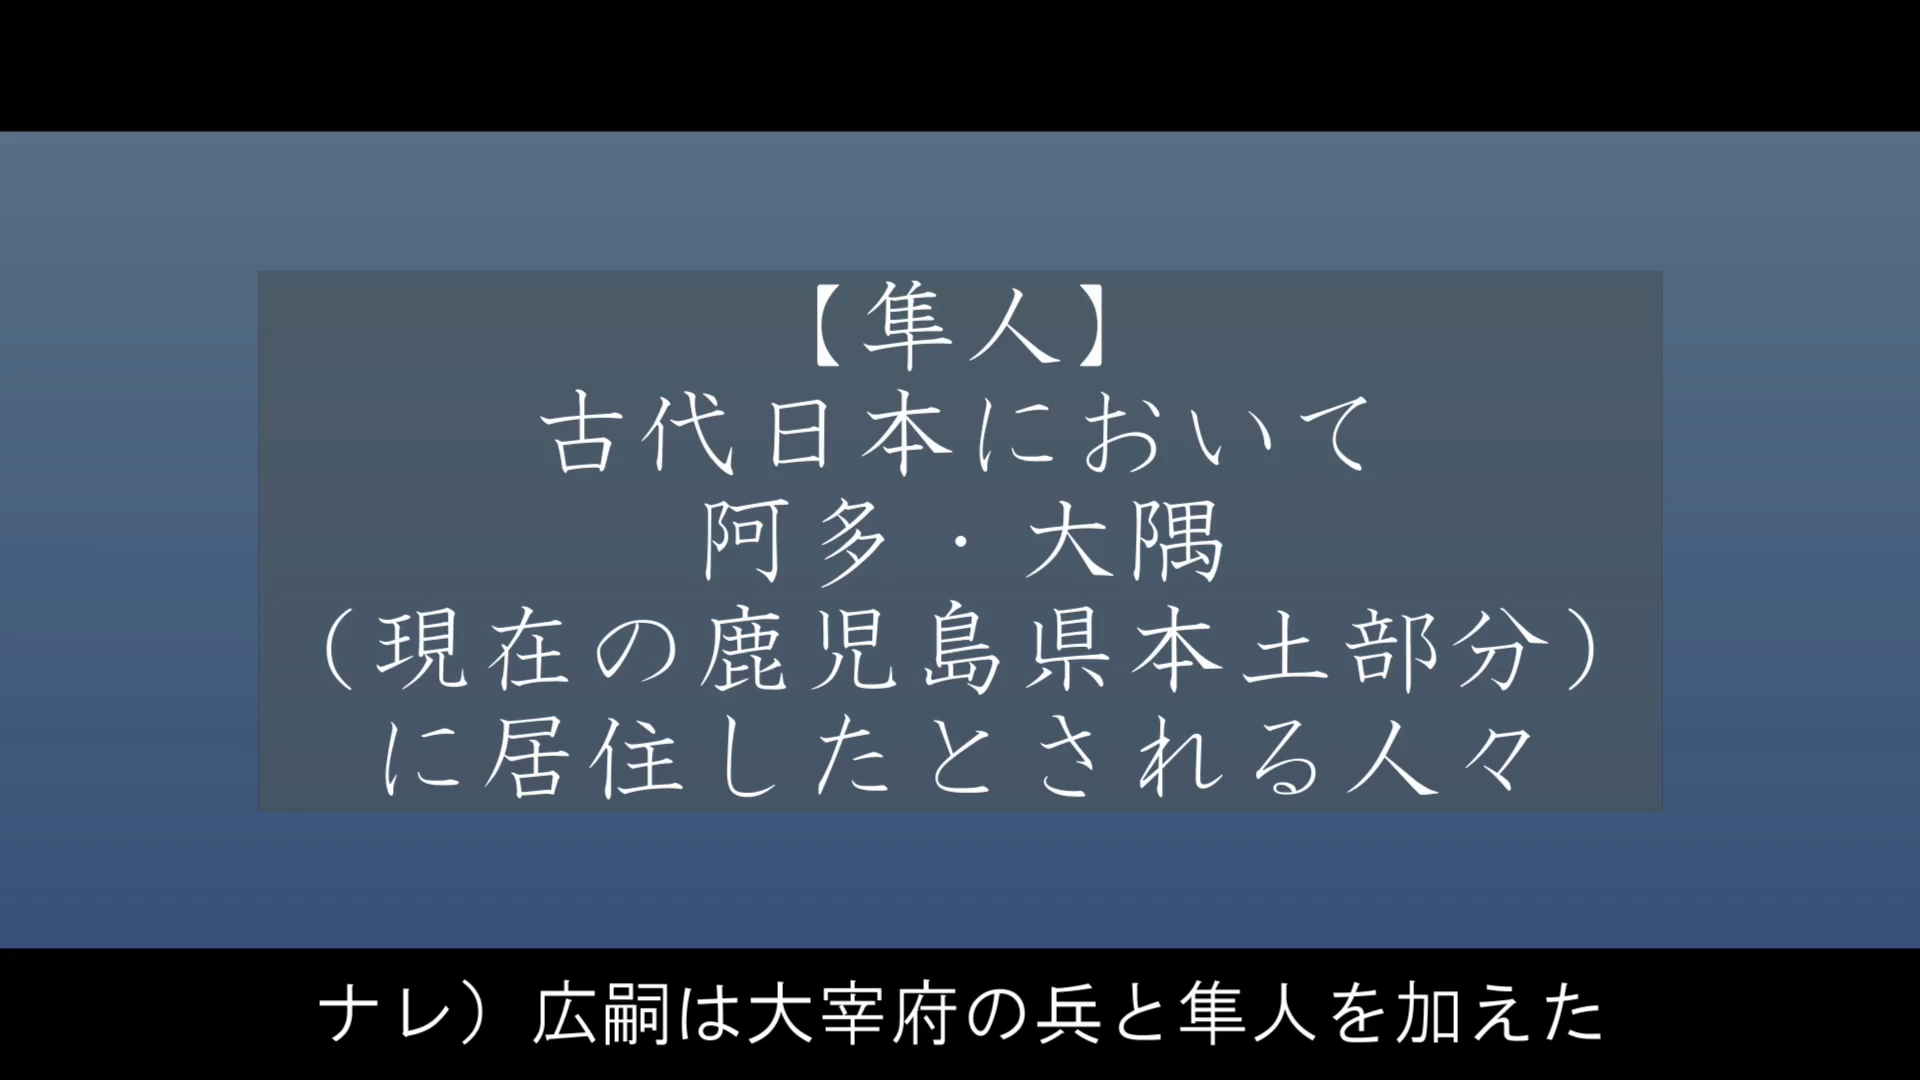 【隼人】
古代日本において
阿多・大隅
（現在の鹿児島県本土部分）
に居住したとされる人々
ナレ）広嗣は大宰府の兵と隼人を加えた